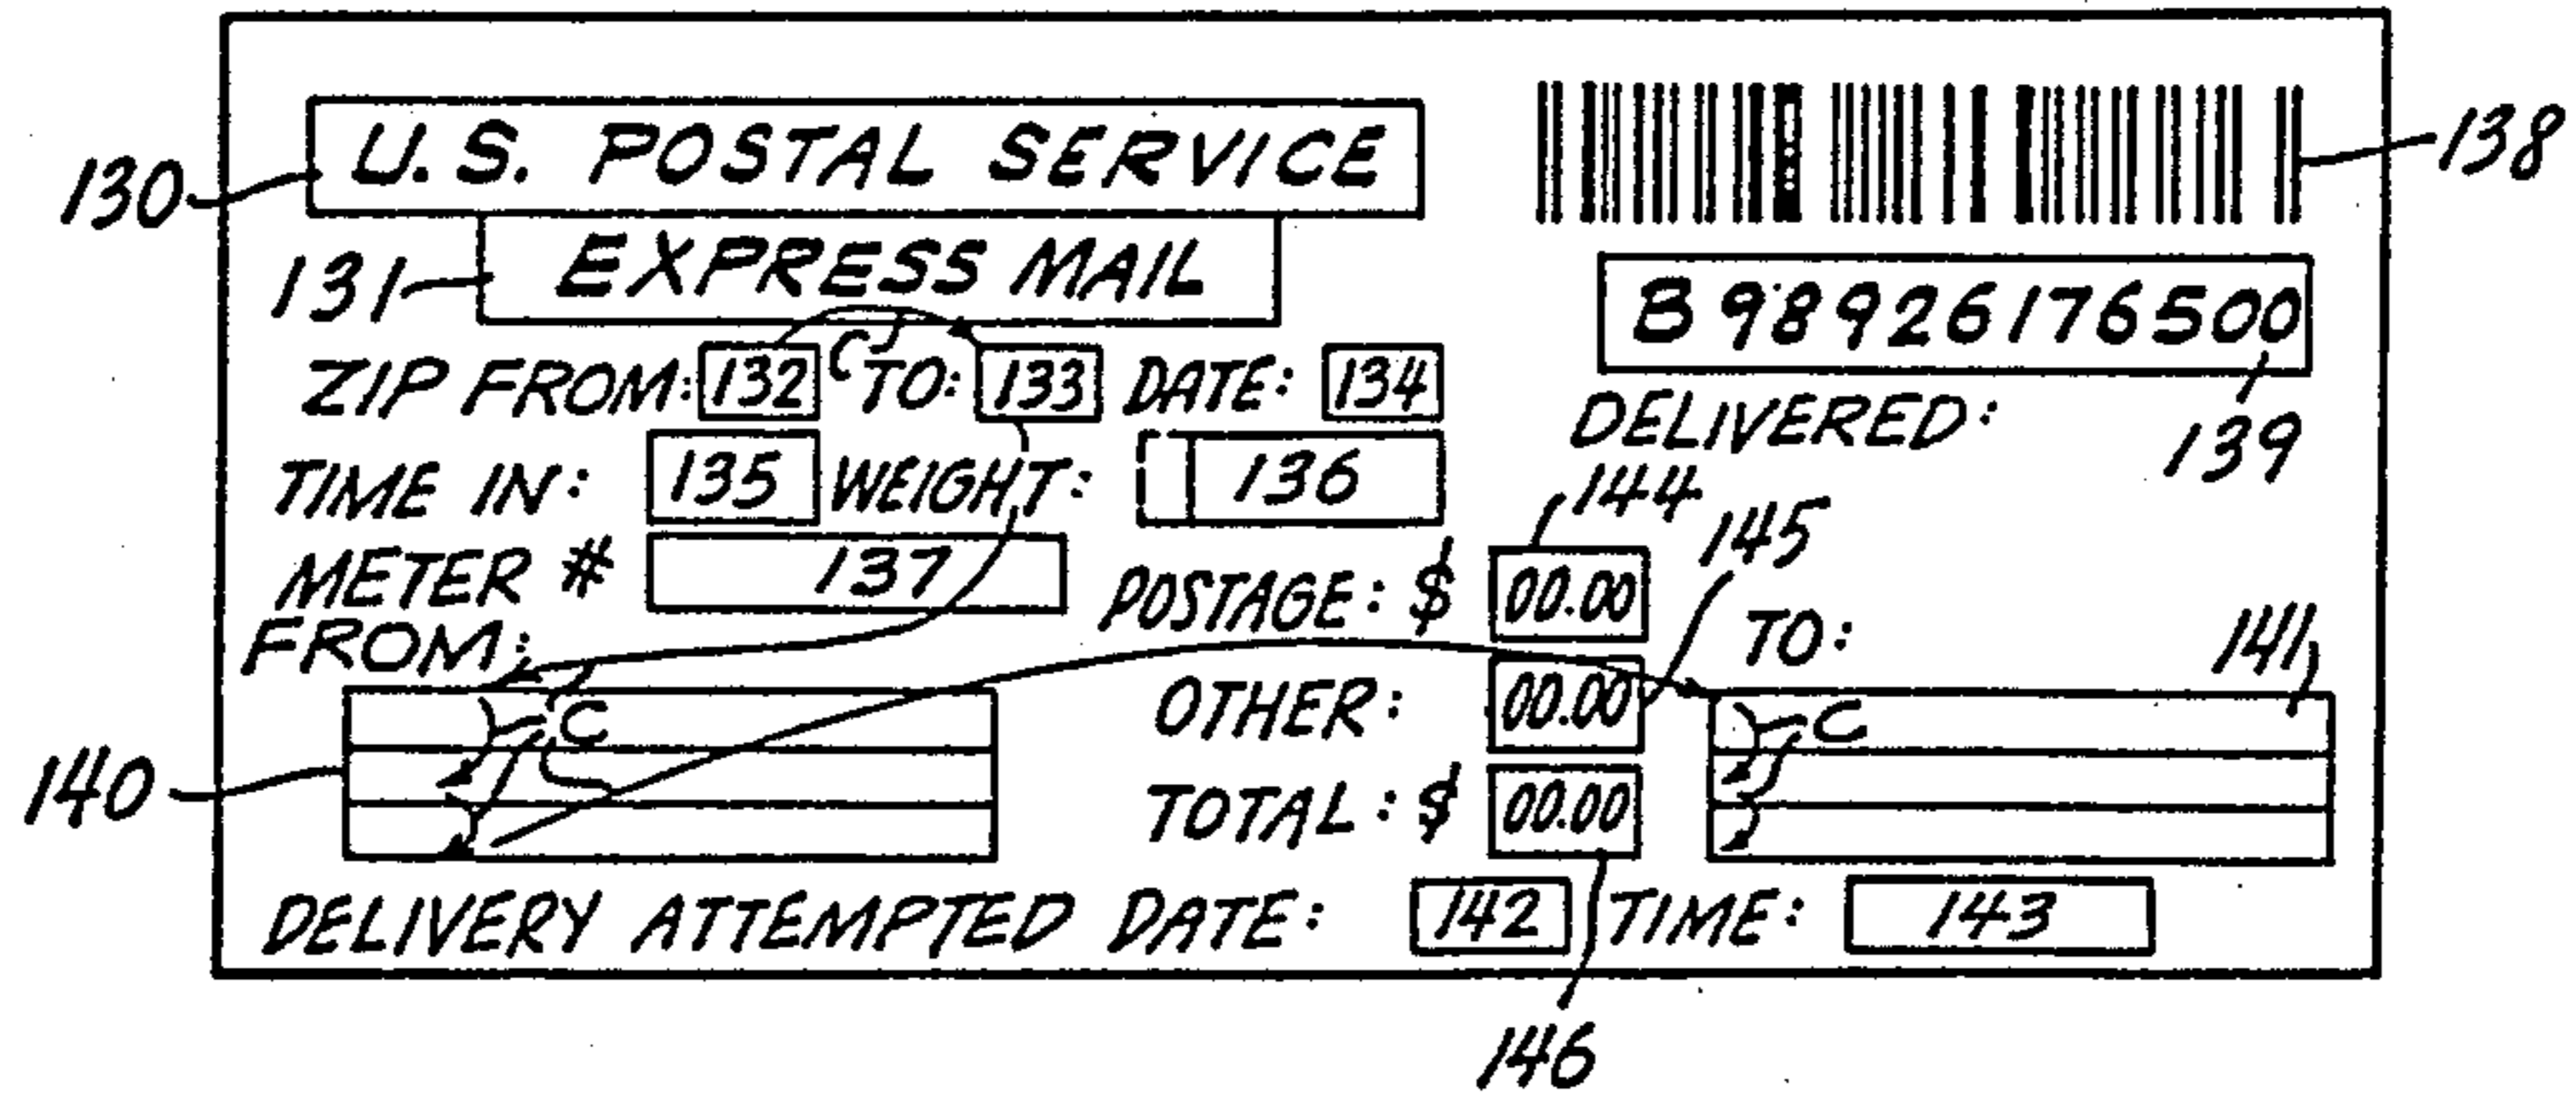 U.S. POSTAL SERVICE
130
138
EXPRESS MAIL
131
B98926176500
C
ZIP FROM: 132 TO: 133 DATE: 134
DELIVERED:
139
TIME IN: 135 WEIGHT: 136
144
145
METER # 137
POSTAGE: $ 00.00
FROM:
TO:
141
C
OTHER: 00.00
C
140
TOTAL: $ 00.00
DELIVERY ATTEMPTED DATE: 142 TIME: 143
146